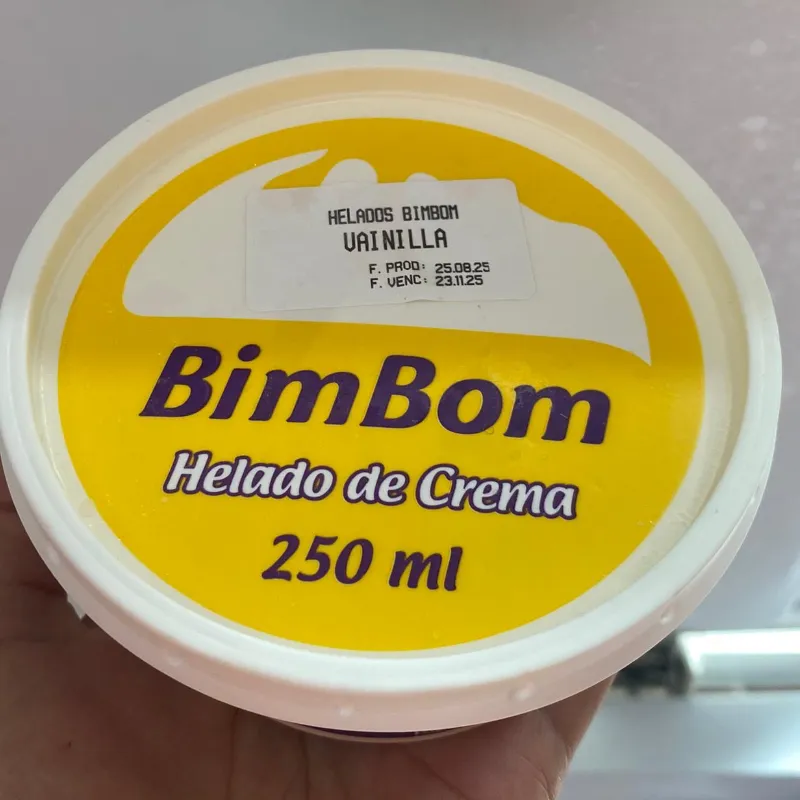 HELADOS BIMBOM
VAINILLA
F. PROD: 25.08.25
F. VENC: 23.11.25
BimBom
Helado de Crema
250 ml